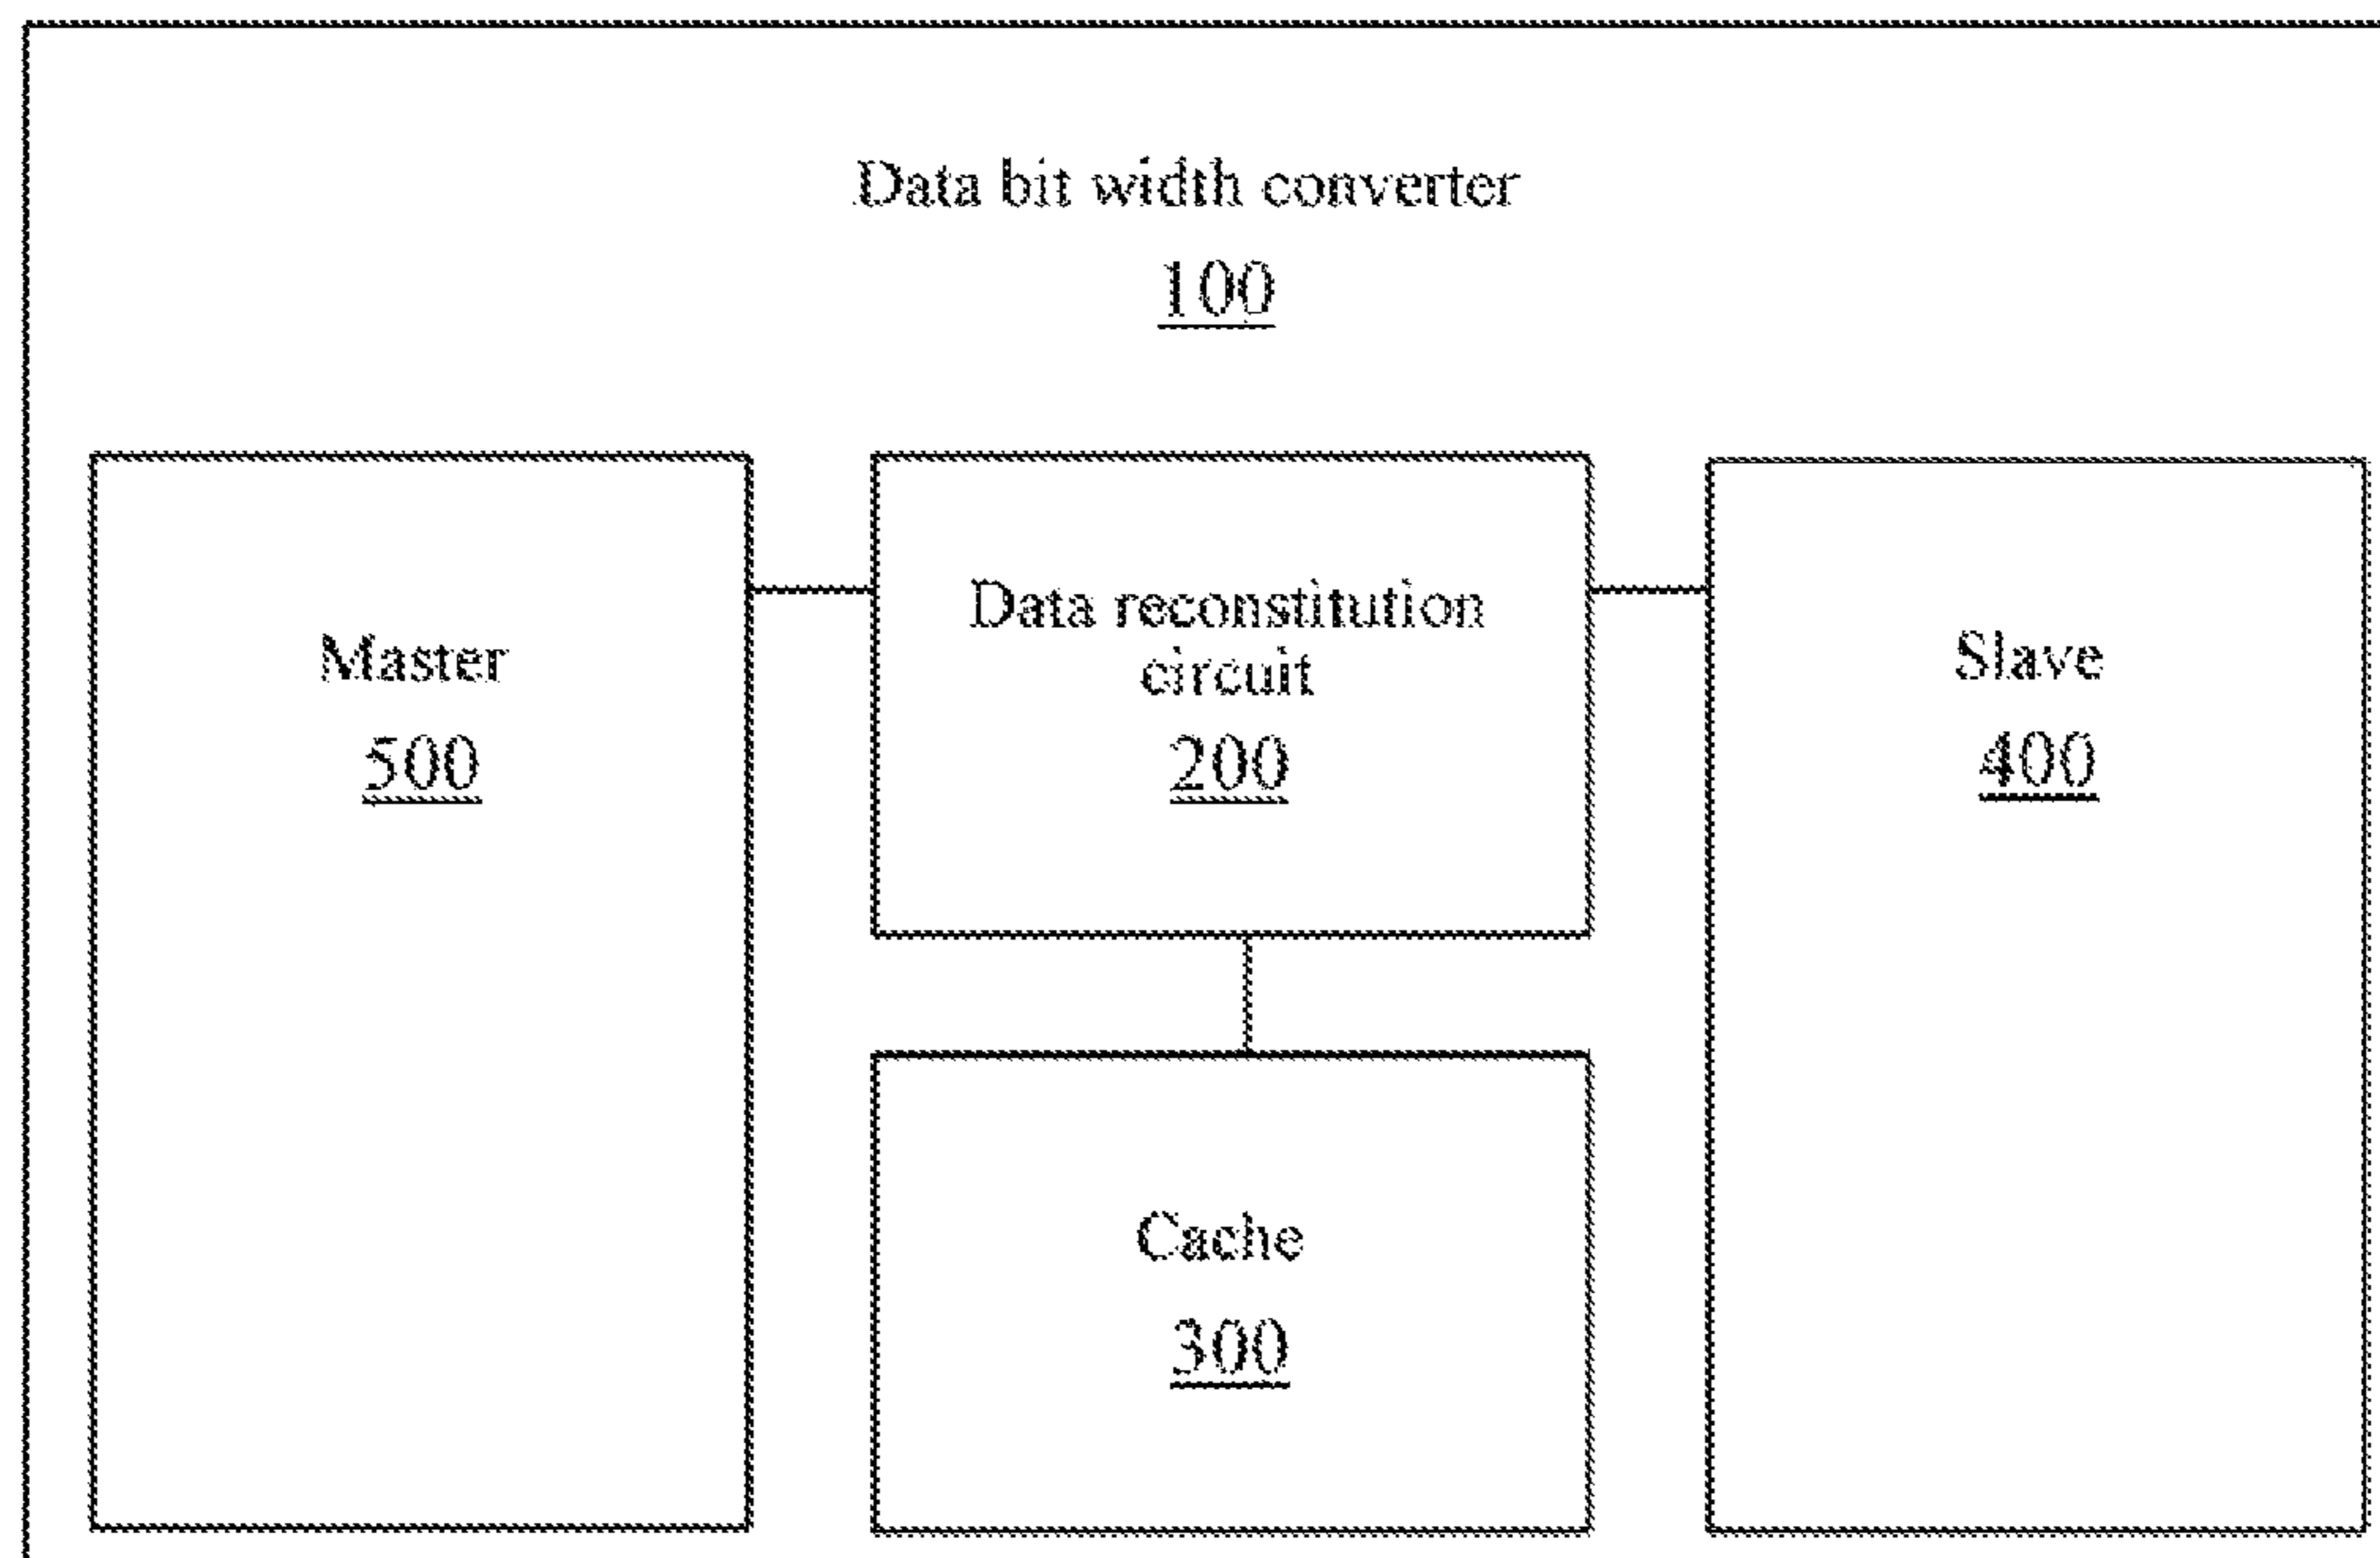 Data bit width converter
100
Master
500
Data reconstitution
circuit
200
Slave
400
Cache
300